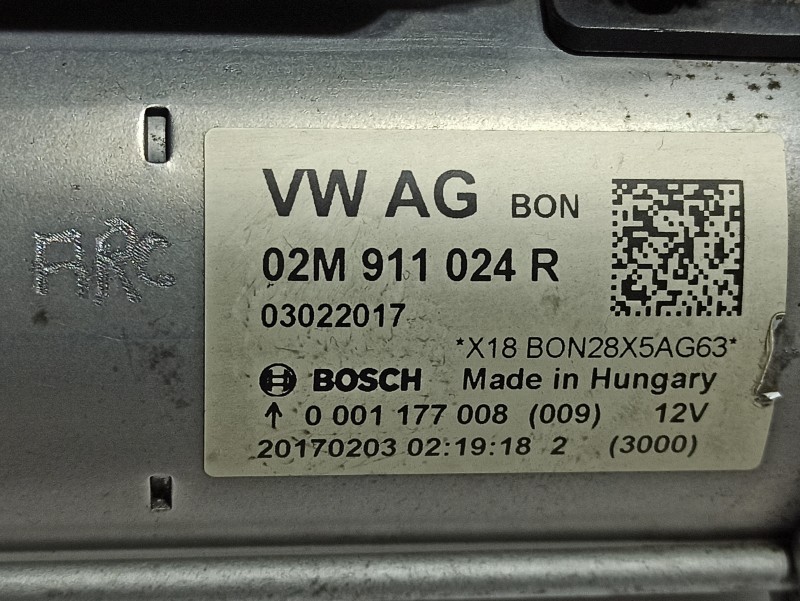 VW AG BON
02M 911 024 R
03022017
*X18 BON28X5AG63*
BOSCH Made in Hungary
↑ 0 001 177 008 (009) 12V
20170203 02:19:18 2 (3000)
ARC